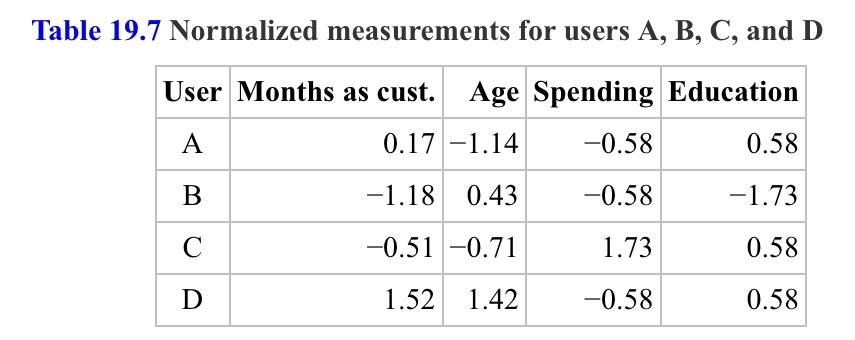 Table 19.7 Normalized measurements for users A, B, C, and D
User Months as cust. Age Spending Education
A 0.17 −1.14 −0.58 0.58
B −1.18 0.43 −0.58 −1.73
C −0.51 −0.71 1.73 0.58
D 1.52 1.42 −0.58 0.58